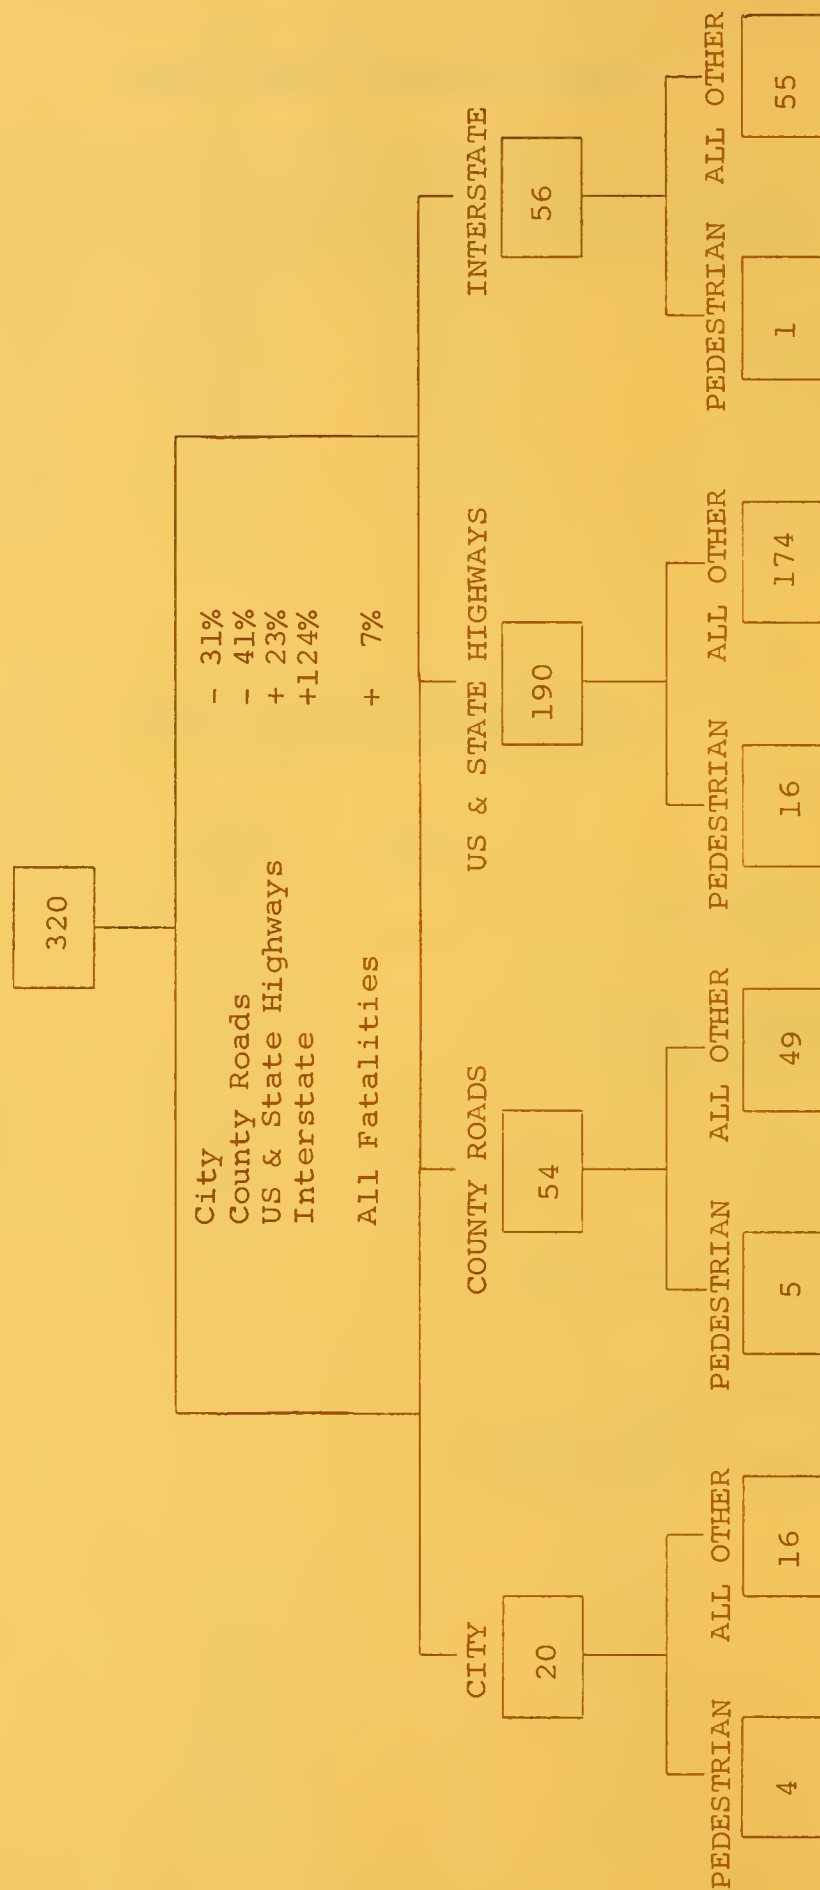 320
City - 31%
County Roads - 41%
US & State Highways + 23%
Interstate +124%
All Fatalities + 7%
CITY COUNTY ROADS US & STATE HIGHWAYS INTERSTATE
20 54 190 56
PEDESTRIAN ALL OTHER PEDESTRIAN ALL OTHER PEDESTRIAN ALL OTHER PEDESTRIAN ALL OTHER
4 16 5 49 16 174 1 55